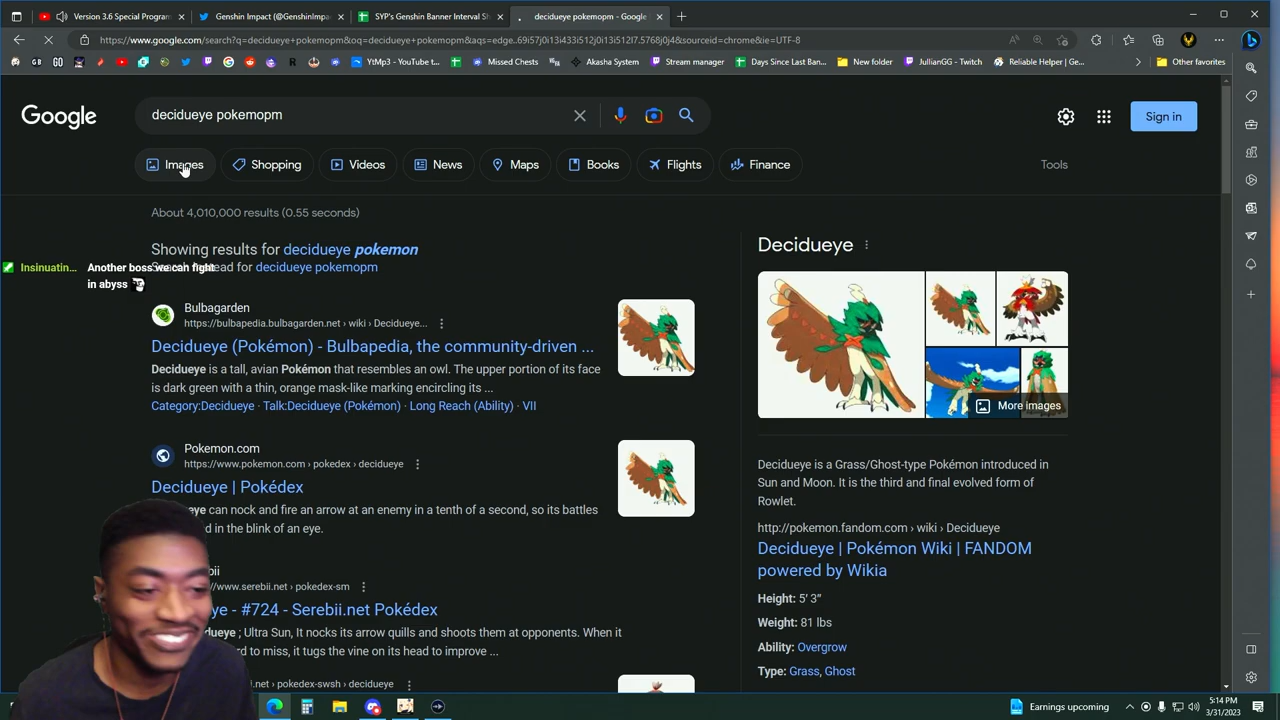 Version 3.6 Special Program
Genshin Impact (@GenshinImpa
SYP's Genshin Banner Interval Sh
decidueye pokemopm - Google
https://www.google.com/search?q=decidueye+pokemopm&oq=decidueye+pokemopm&aqs=edge..69i57j0i13i433i512j0i13i512l7.5768j0j4&sourceid=chrome&ie=UTF-8
YtMp3 - YouTube t...
Missed Chests
Akasha System
Stream manager
Days Since Last Ban...
New folder
JullianGG - Twitch
Reliable Helper | Ge...
Other favorites
Google
decidueye pokemopm
Sign in
Images
Shopping
Videos
News
Maps
Books
Flights
Finance
Tools
About 4,010,000 results (0.55 seconds)
Showing results for decidueye pokemon
for decidueye pokemopm
Insinuatin... Another boss we can fight
in abyss
Bulbagarden
https://bulbapedia.bulbagarden.net › wiki › Decidueye...
Decidueye (Pokémon) - Bulbapedia, the community-driven ...
Decidueye is a tall, avian Pokémon that resembles an owl. The upper portion of its face
is dark green with a thin, orange mask-like marking encircling its ...
Category:Decidueye · Talk:Decidueye (Pokémon) · Long Reach (Ability) · VII
Pokemon.com
https://www.pokemon.com › pokedex › decidueye
Decidueye | Pokédex
can nock and fire an arrow at an enemy in a tenth of a second, so its battles
in the blink of an eye.
www.serebii.net › pokedex-sm
ye - #724 - Serebii.net Pokédex
; Ultra Sun, It nocks its arrow quills and shoots them at opponents. When it
to miss, it tugs the vine on its head to improve ...
.net › pokedex-swsh › decidueye
Decidueye
More images
Decidueye is a Grass/Ghost-type Pokémon introduced in
Sun and Moon. It is the third and final evolved form of
Rowlet.
http://pokemon.fandom.com › wiki › Decidueye
Decidueye | Pokémon Wiki | FANDOM
powered by Wikia
Height: 5′ 3″
Weight: 81 lbs
Ability: Overgrow
Type: Grass, Ghost
Earnings upcoming
5:14 PM
3/31/2023